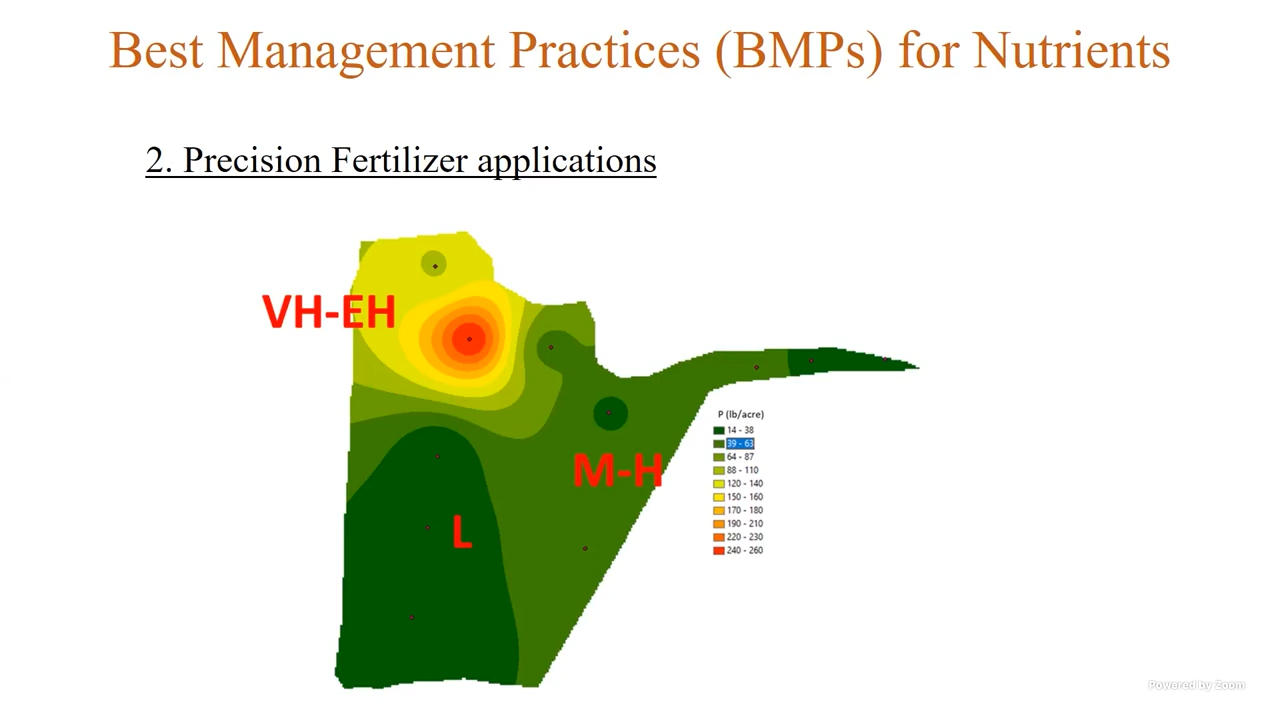 Best Management Practices (BMPs) for Nutrients
2. Precision Fertilizer applications
VH-EH
M-H
L
P (lb/acre)
14 - 38
39 - 63
64 - 87
88 - 110
120 - 140
150 - 160
170 - 180
190 - 210
220 - 230
240 - 260
Powered by Zoom